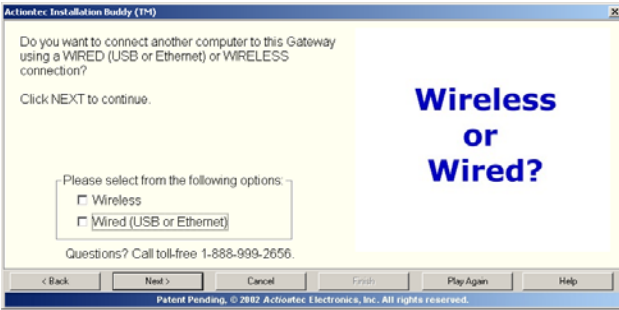 Actiontec Installation Buddy (TM)
Do you want to connect another computer to this Gateway
using a WIRED (USB or Ethernet) or WIRELESS
connection?
Click NEXT to continue.
Wireless
or
Wired?
Please select from the following options:
Wireless
Wired (USB or Ethernet)
Questions? Call toll-free 1-888-999-2656.
< Back
Next >
Cancel
Finish
Play Again
Help
Patent Pending, © 2002 Actiontec Electronics, Inc. All rights reserved.